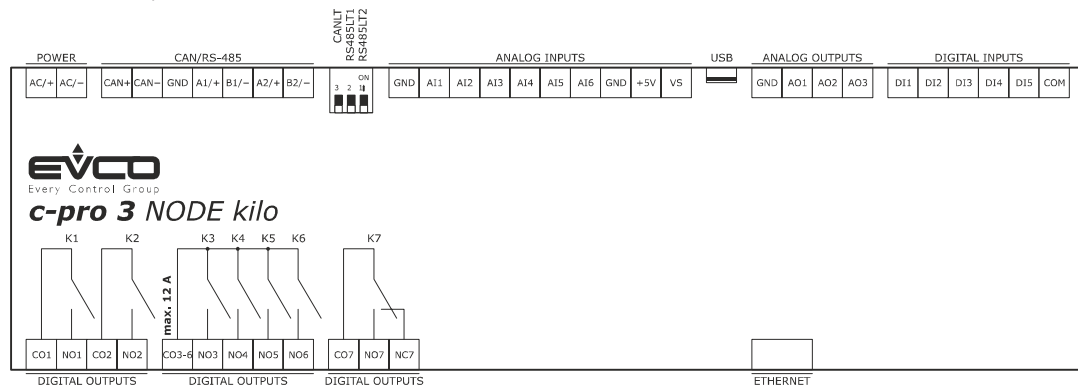 CANLT
RS485LT1
RS485LT2
POWER
CAN/RS-485
ANALOG INPUTS
USB
ANALOG OUTPUTS
DIGITAL INPUTS
AC/+ AC/−
CAN+ CAN− GND A1/+ B1/− A2/+ B2/−
ON
3 2 1
GND AI1 AI2 AI3 AI4 AI5 AI6 GND +5V VS
GND AO1 AO2 AO3
DI1 DI2 DI3 DI4 DI5 COM
EVCO
Every Control Group
c-pro 3 NODE kilo
K1 K2 K3 K4 K5 K6 K7
max. 12 A
CO1 NO1 CO2 NO2
CO3-6 NO3 NO4 NO5 NO6
CO7 NO7 NC7
DIGITAL OUTPUTS
DIGITAL OUTPUTS
DIGITAL OUTPUTS
ETHERNET